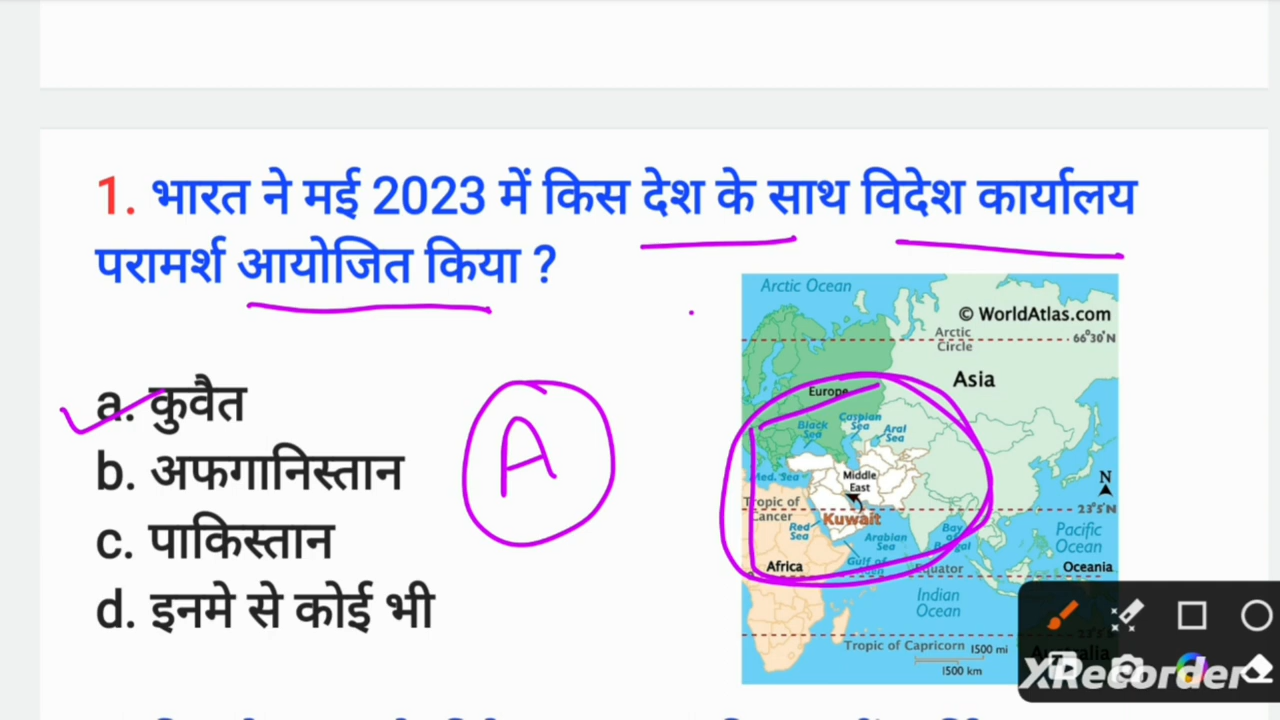 1. भारत ने मई 2023 में किस देश के साथ विदेश कार्यालय
परामर्श आयोजित किया ?
a. कुवैत
b. अफगानिस्तान
c. पाकिस्तान
d. इनमे से कोई भी
A
Arctic Ocean
© WorldAtlas.com
Arctic
Circle
66°30'N
Asia
Europe
Black
Sea
Caspian
Sea
Aral
Sea
Med. Sea
Middle
East
N
Tropic of
Cancer
23°5'N
Kuwait
Red
Sea
Arabian
Sea
Bay
of
Bengal
Pacific
Ocean
Africa
Gulf of
Equator
Oceania
Indian
Ocean
Tropic of Capricorn
1500 mi
1500 km
XRecorder